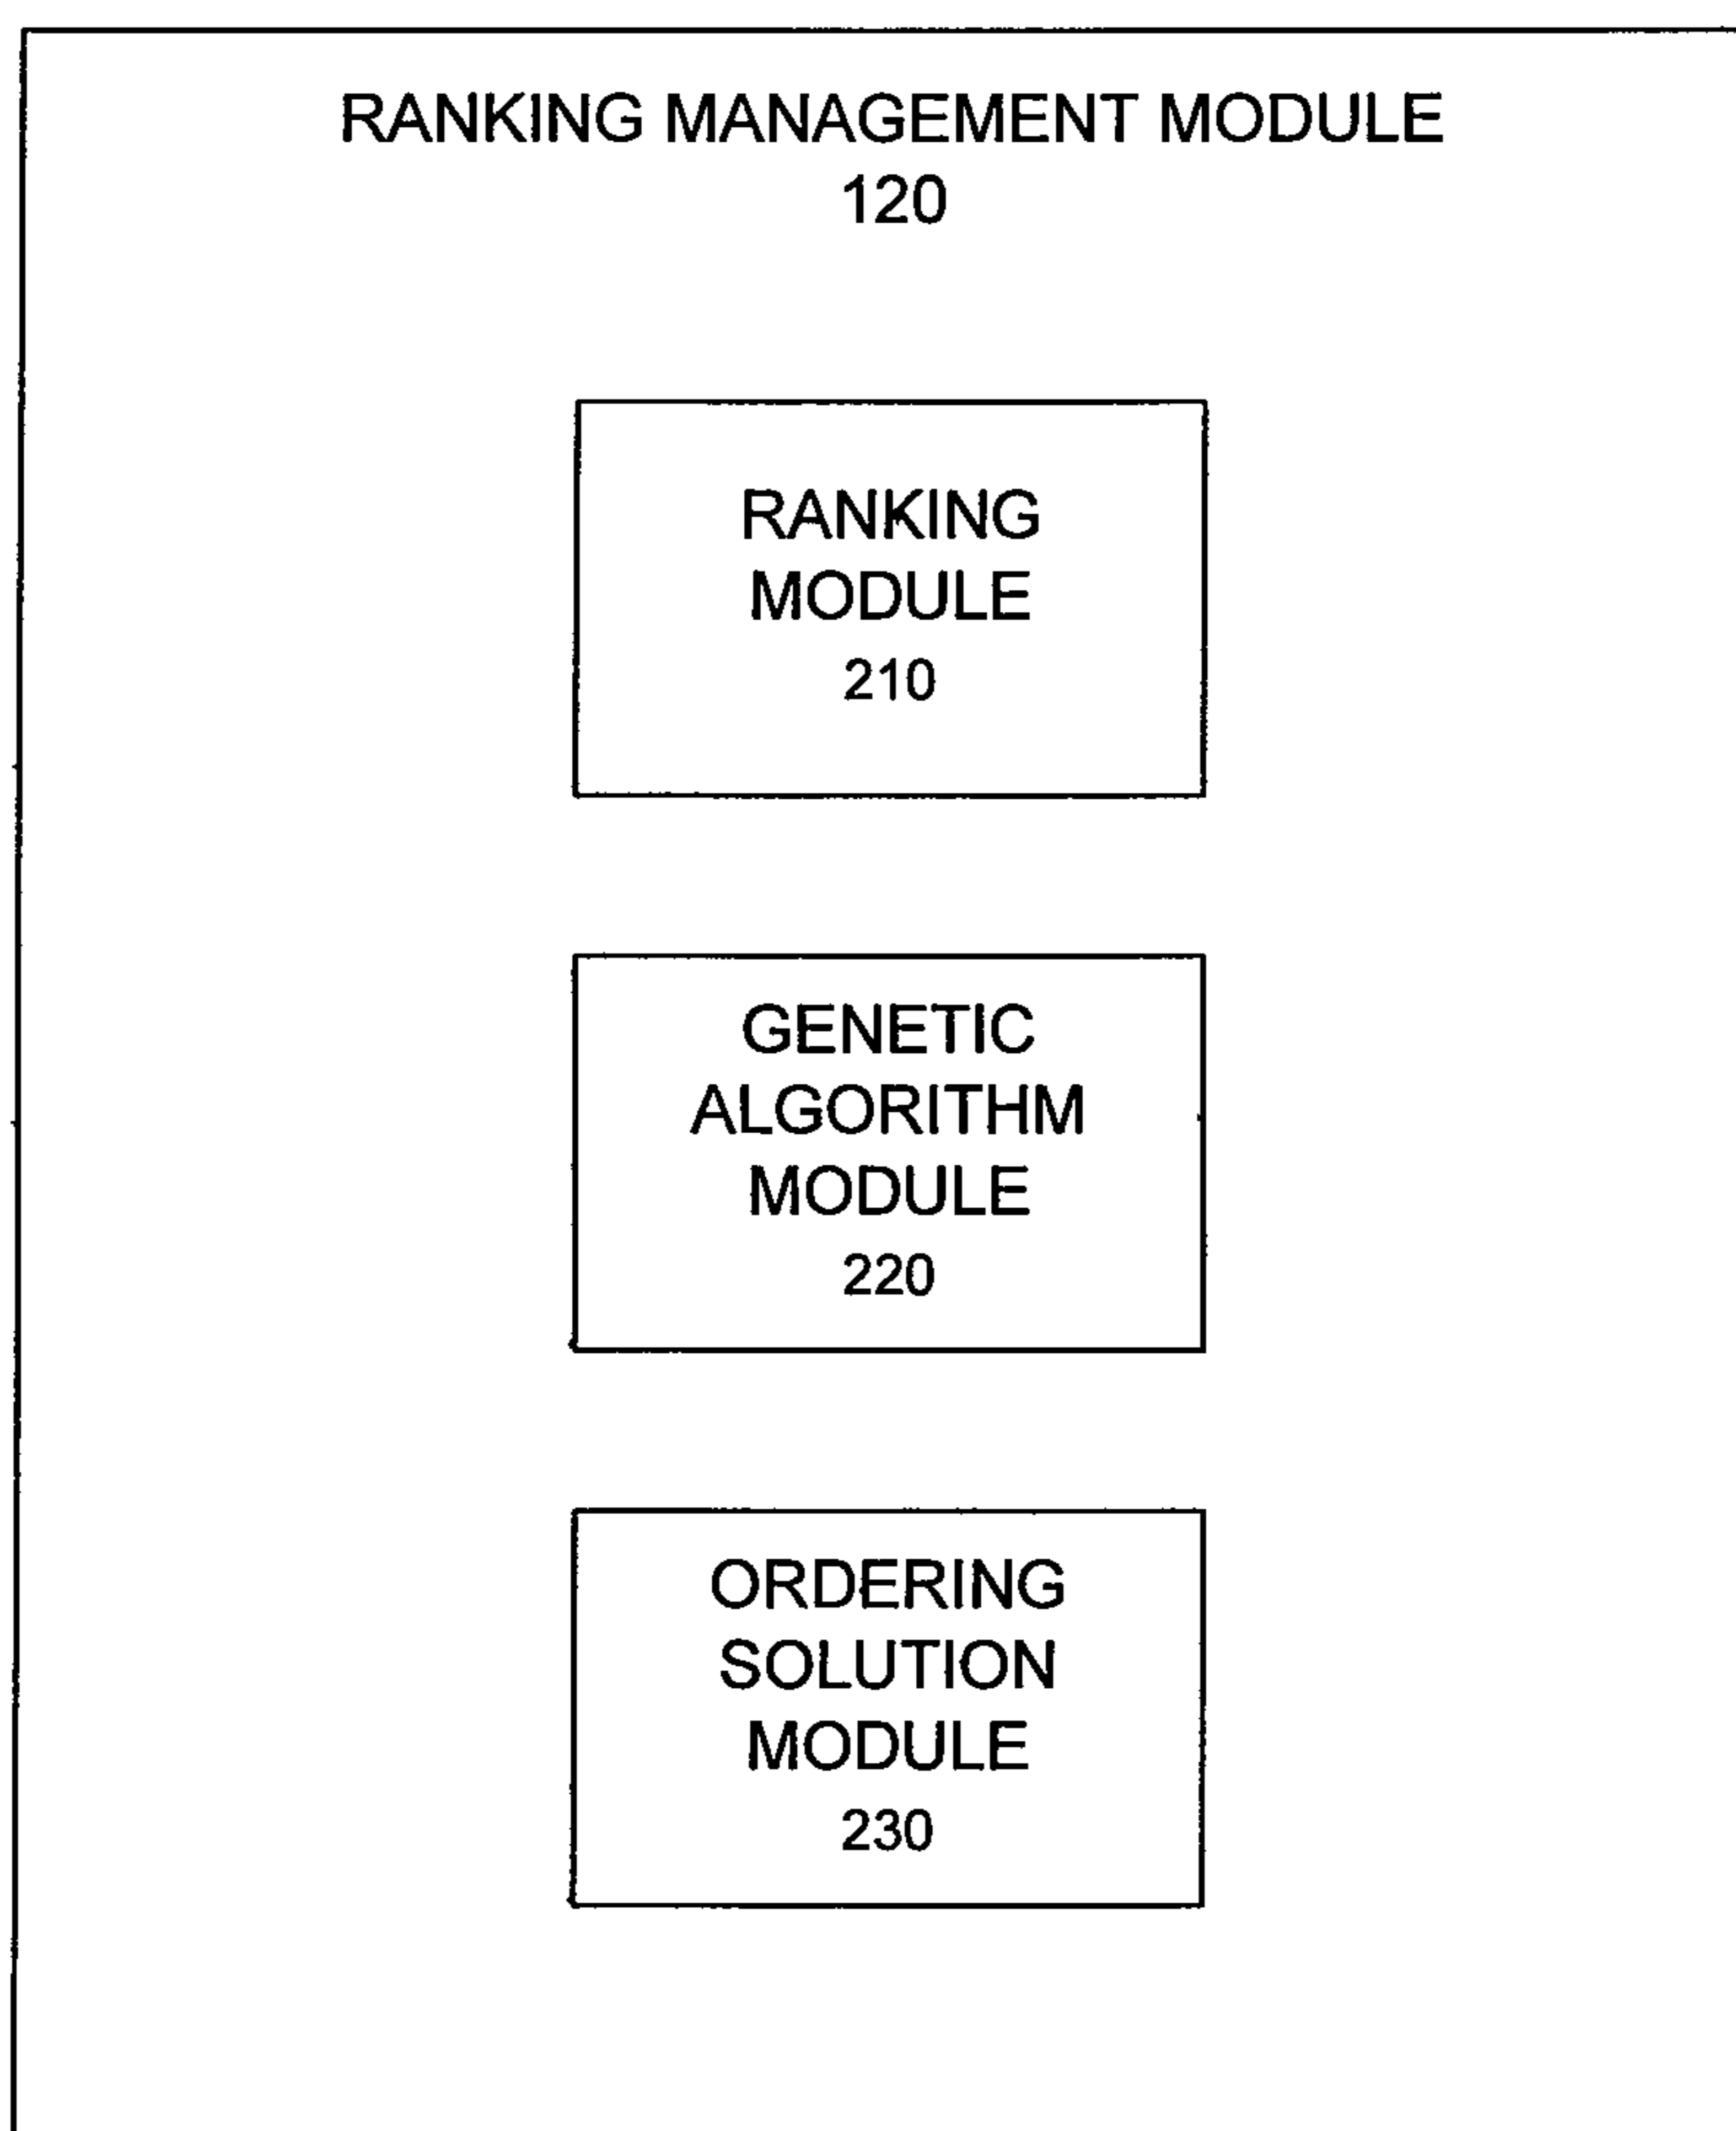 RANKING MANAGEMENT MODULE
120
RANKING
MODULE
210
GENETIC
ALGORITHM
MODULE
220
ORDERING
SOLUTION
MODULE
230